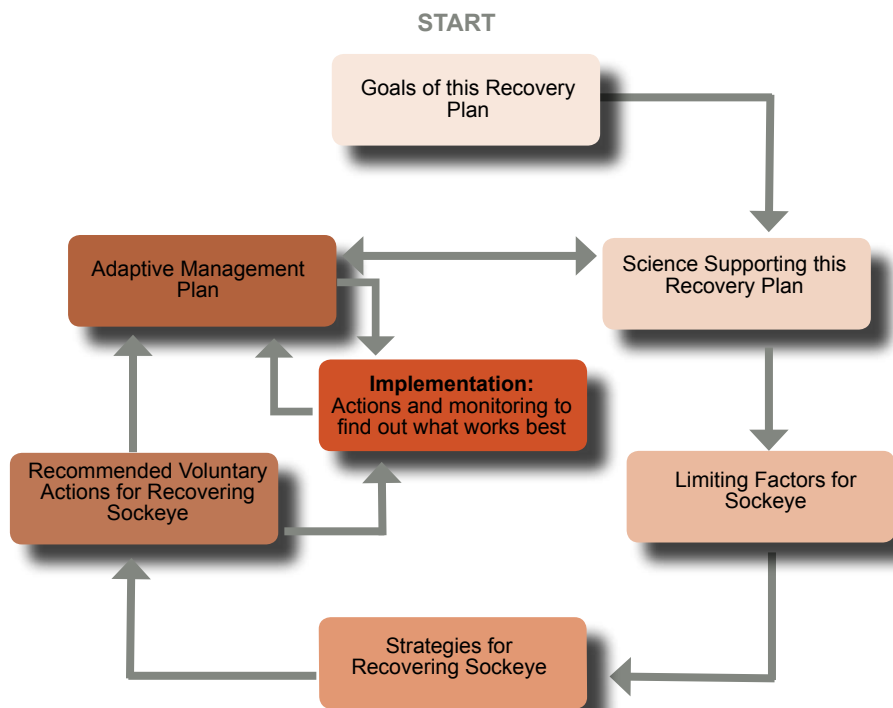 START
Goals of this Recovery
Plan
Science Supporting this
Recovery Plan
Adaptive Management
Plan
Implementation:
Actions and monitoring to
find out what works best
Recommended Voluntary
Actions for Recovering
Sockeye
Limiting Factors for
Sockeye
Strategies for
Recovering Sockeye